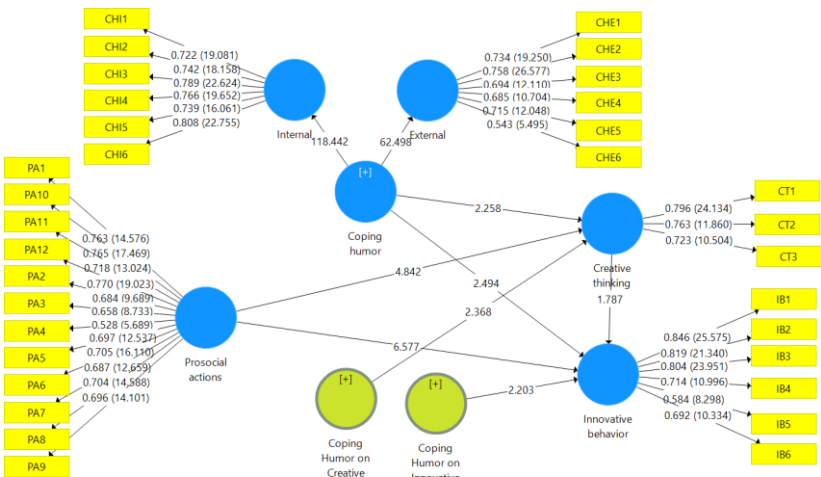 CHI1
CHI2
CHI3
CHI4
CHI5
CHI6
0.722 (19.081)
0.742 (18.158)
0.789 (22.624)
0.766 (19.652)
0.739 (16.061)
0.808 (22.755)
Internal
118.442
CHE1
CHE2
CHE3
CHE4
CHE5
CHE6
0.734 (19.250)
0.758 (26.577)
0.694 (12.110)
0.685 (10.704)
0.715 (12.048)
0.543 (5.495)
External
62.498
[+]
Coping
humor
2.258
2.494
4.842
2.368
6.577
2.203
1.787
PA1
PA10
PA11
PA12
PA2
PA3
PA4
PA5
PA6
PA7
PA8
PA9
0.763 (14.576)
0.765 (17.469)
0.718 (13.024)
0.770 (19.023)
0.684 (9.689)
0.658 (8.733)
0.528 (5.689)
0.697 (12.537)
0.705 (16.110)
0.687 (12.659)
0.704 (14.588)
0.696 (14.101)
Prosocial
actions
Creative
thinking
0.796 (24.134)
0.763 (11.860)
0.723 (10.504)
CT1
CT2
CT3
IB1
IB2
IB3
IB4
IB5
IB6
0.846 (25.575)
0.819 (21.340)
0.804 (23.951)
0.714 (10.996)
0.584 (8.298)
0.692 (10.334)
Innovative
behavior
[+]
Coping
Humor on
Creative
[+]
Coping
Humor on